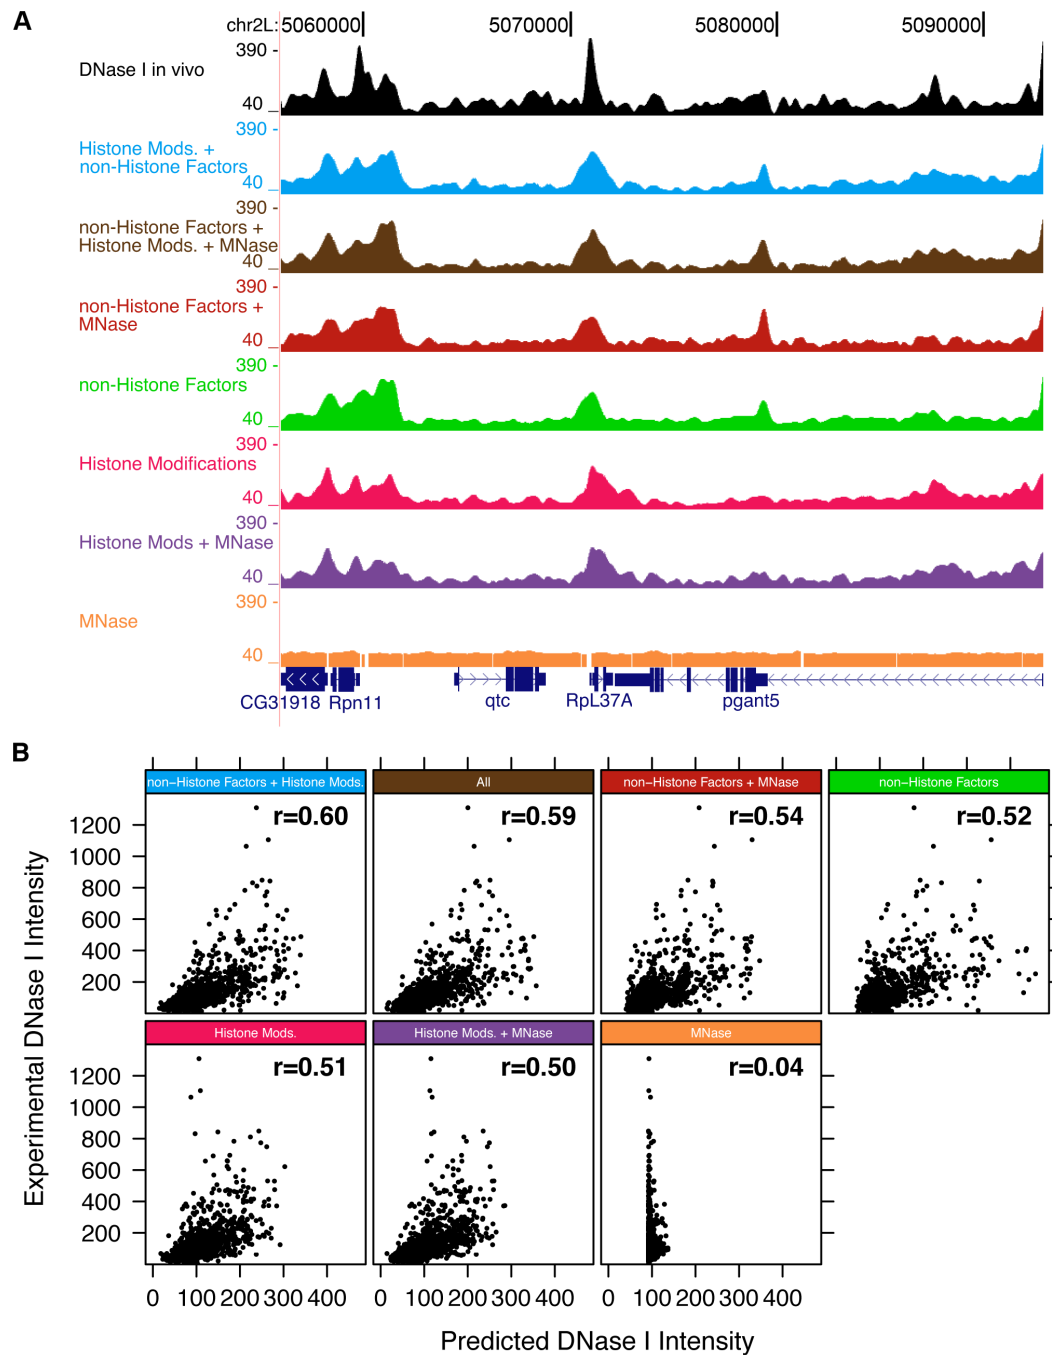 A
chr2L: 5060000 5070000 5080000 5090000
390 -
DNase I in vivo
40 _
390 -
Histone Mods. +
non-Histone Factors
40 _
390 -
non-Histone Factors +
Histone Mods. + MNase
40 _
390 -
non-Histone Factors +
MNase
40 _
390 -
non-Histone Factors
40 _
390 -
Histone Modifications
40 _
390 -
Histone Mods + MNase
40 _
390 -
MNase
40 _
CG31918 Rpn11 qtc RpL37A pgant5
B
non-Histone Factors + Histone Mods. All non-Histone Factors + MNase non-Histone Factors
r=0.60 r=0.59 r=0.54 r=0.52
1200
1000
800
600
400
200
Histone Mods. Histone Mods. + MNase MNase
r=0.51 r=0.50 r=0.04
1200
1000
800
600
400
200
0 100 200 300 400 0 100 200 300 400 0 100 200 300 400
Experimental DNase I Intensity
Predicted DNase I Intensity